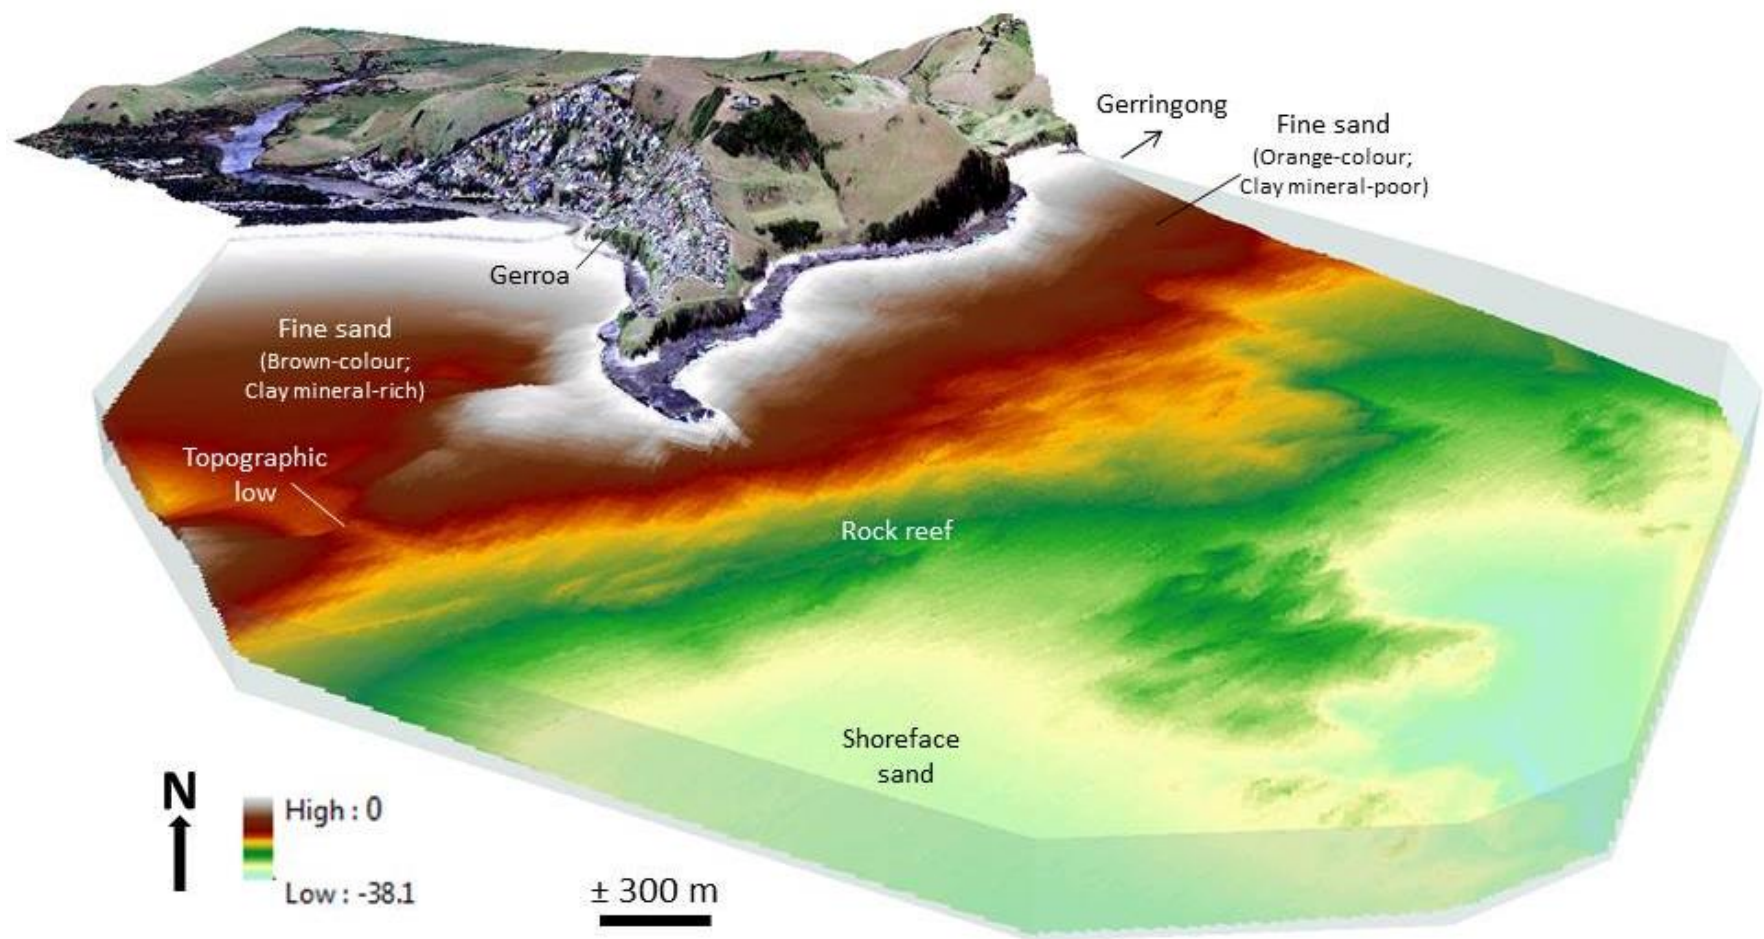 Gerringong
Fine sand
(Orange-colour;
Clay mineral-poor)
Gerroa
Fine sand
(Brown-colour;
Clay mineral-rich)
Topographic
low
Rock reef
Shoreface
sand
N
High : 0
Low : -38.1
± 300 m